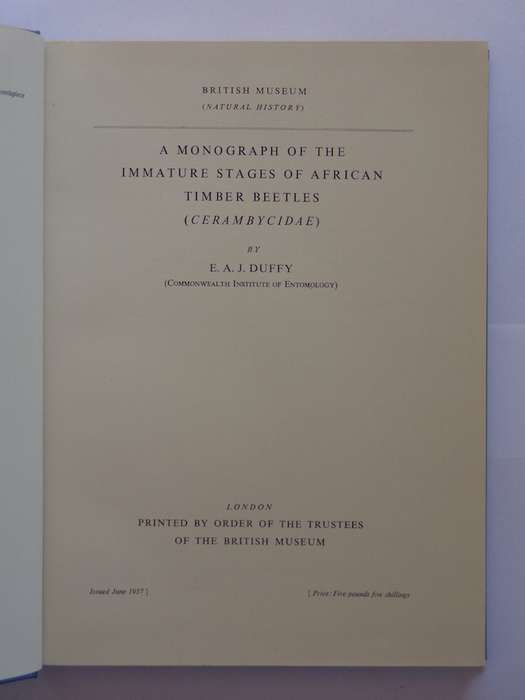 BRITISH MUSEUM
(NATURAL HISTORY)
A MONOGRAPH OF THE
IMMATURE STAGES OF AFRICAN
TIMBER BEETLES
(CERAMBYCIDAE)
BY
E. A. J. DUFFY
(COMMONWEALTH INSTITUTE OF ENTOMOLOGY)
LONDON
PRINTED BY ORDER OF THE TRUSTEES
OF THE BRITISH MUSEUM
Issued June 1957 ]
[ Price: Five pounds five shillings